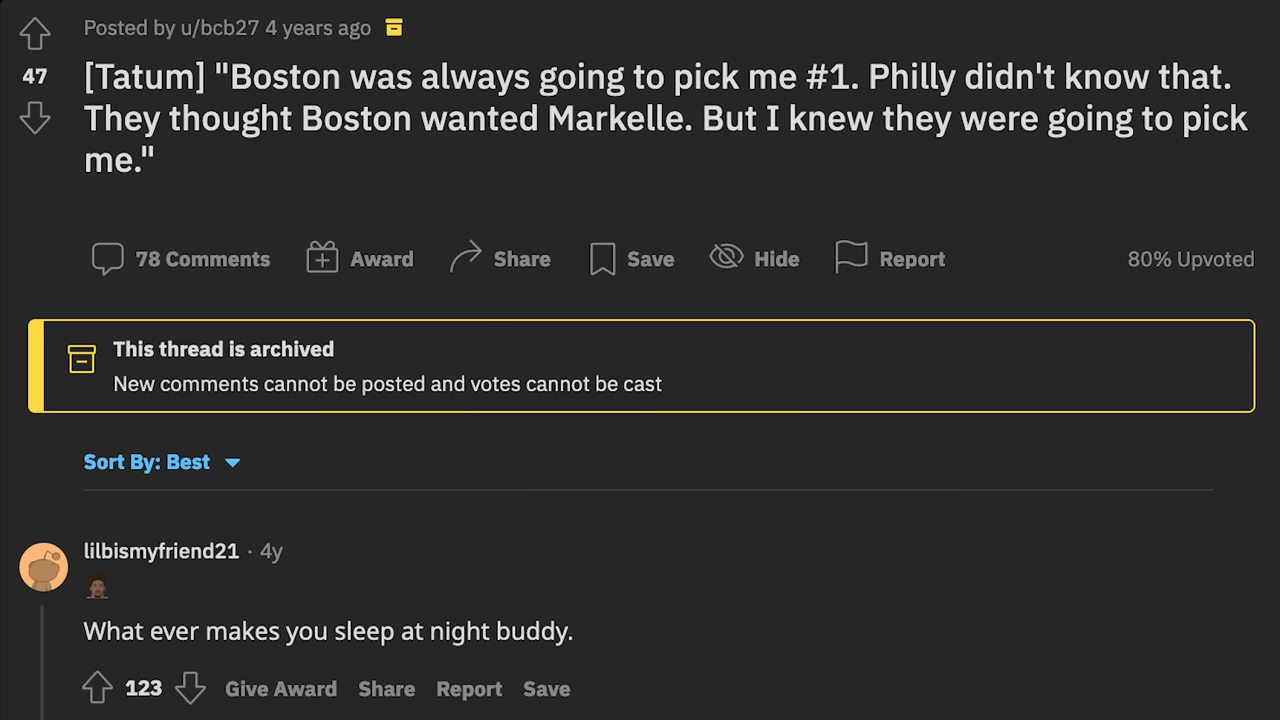 Posted by u/bcb27 4 years ago
47
[Tatum] "Boston was always going to pick me #1. Philly didn't know that.
They thought Boston wanted Markelle. But I knew they were going to pick
me."
78 Comments Award Share Save Hide Report 80% Upvoted
This thread is archived
New comments cannot be posted and votes cannot be cast
Sort By: Best
lilbismyfriend21 · 4y
What ever makes you sleep at night buddy.
123 Give Award Share Report Save